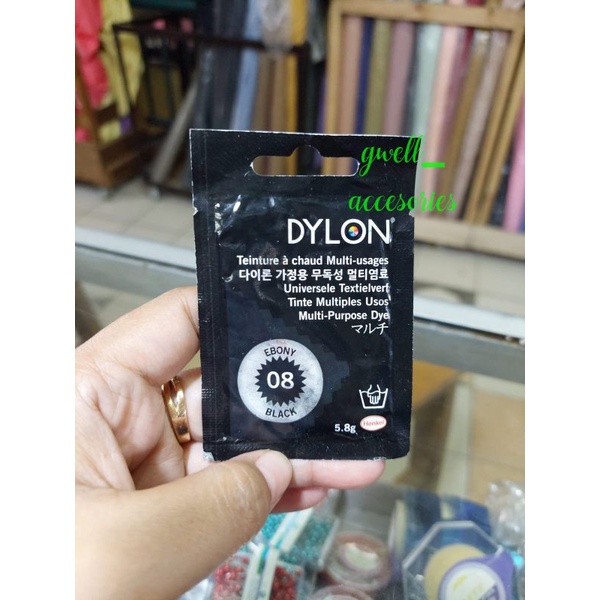 gwell_
accesories
DYLON
Teinture à chaud Multi-usages
다이론 가정용 무독성 멀티염료
Universele Textielverf
Tinte Multiples Usos
Multi-Purpose Dye
マルチ
EBONY
08
BLACK
5.8g
Henkel